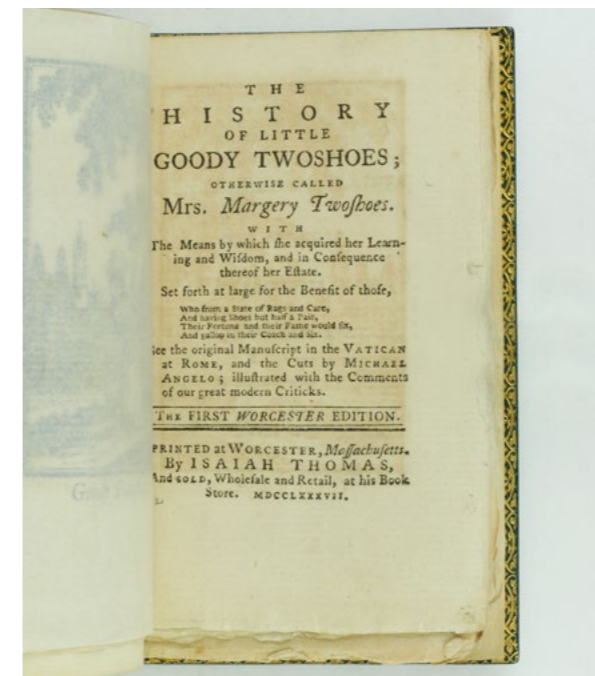 THE
HISTORY
OF LITTLE
GOODY TWOSHOES;
OTHERWISE CALLED
Mrs. Margery Twoſhoes.
WITH
The Means by which ſhe acquired her Learn-
ing and Wiſdom, and in Conſequence
thereof her Eſtate.
Set forth at large for the Benefit of thoſe,
Who from a State of Rags and Care,
And having Shoes but half a Pair,
Their Fortune and their Fame would fix,
And gallop in their Coach and Six.
See the original Manuſcript in the VATICAN
at ROME, and the Cuts by MICHAEL
ANGELO; illuſtrated with the Comments
of our great modern Criticks.
THE FIRST WORCESTER EDITION.
PRINTED at WORCESTER, Maſſachuſetts.
By ISAIAH THOMAS,
And SOLD, Wholeſale and Retail, at his Book
Store. MDCCLXXXVII.